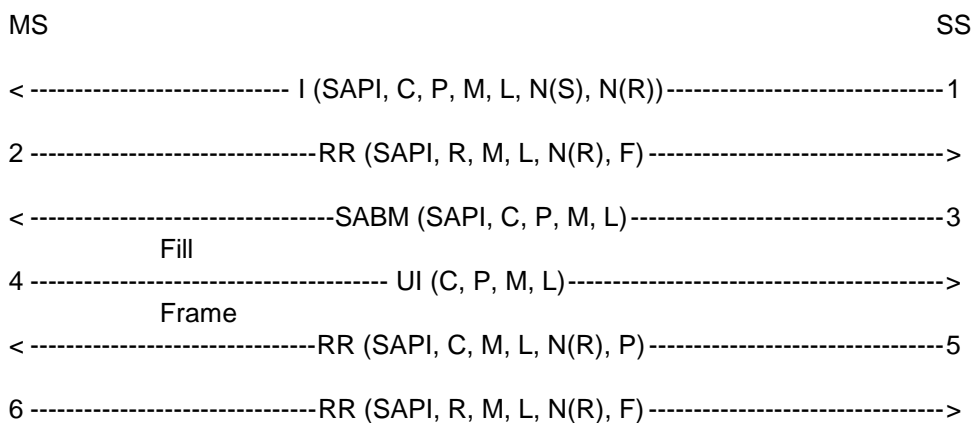 MS SS
< ----------------------------- I (SAPI, C, P, M, L, N(S), N(R))-------------------------------1
2 --------------------------------RR (SAPI, R, M, L, N(R), F) ---------------------------------->
< ----------------------------------SABM (SAPI, C, P, M, L)-----------------------------------3
Fill
4 ---------------------------------------- UI (C, P, M, L)------------------------------------------>
Frame
< --------------------------------RR (SAPI, C, M, L, N(R), P) ---------------------------------5
6 --------------------------------RR (SAPI, R, M, L, N(R), F) ---------------------------------->